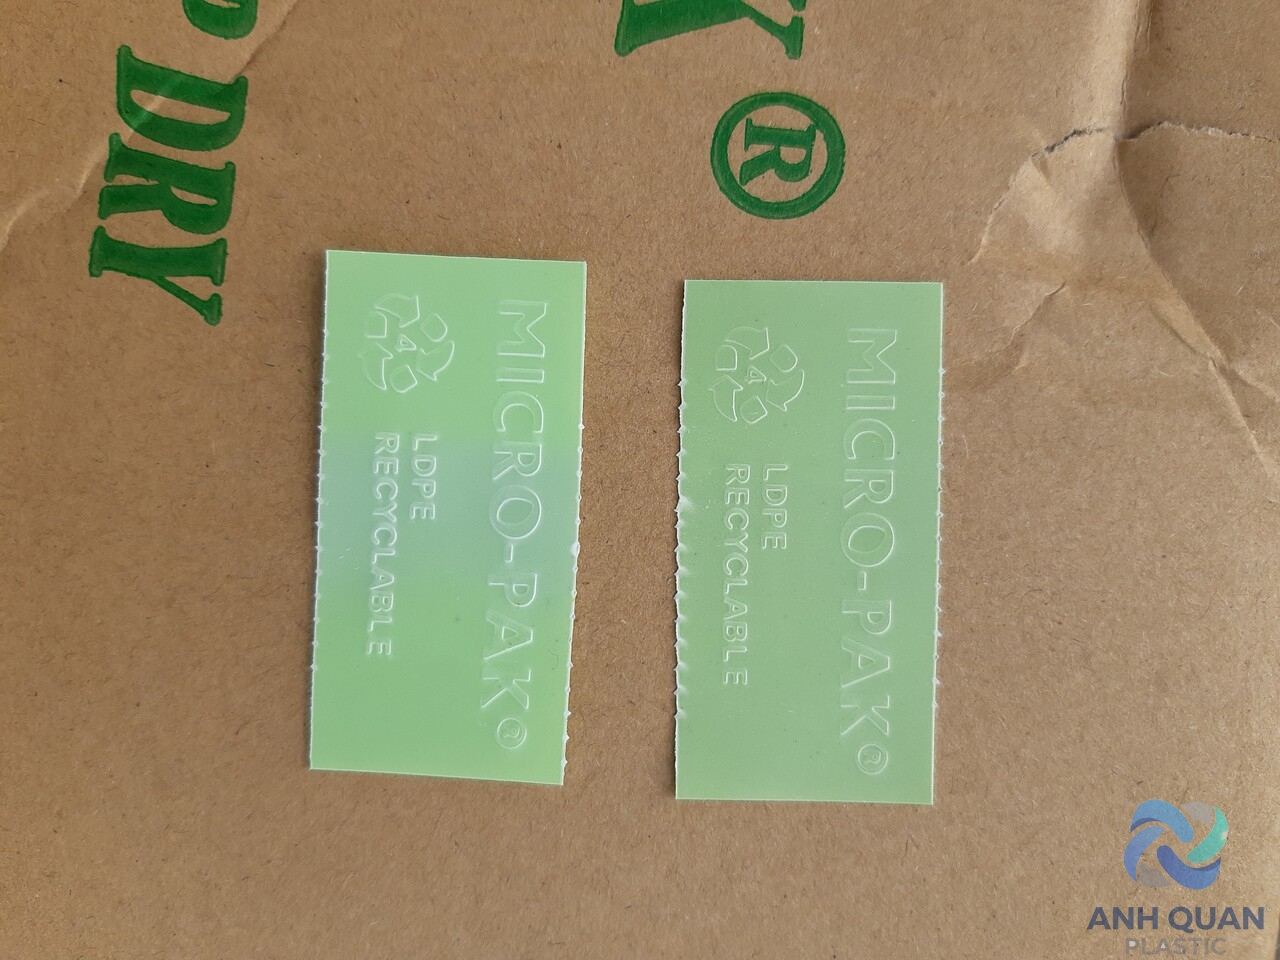 DRY
®
MICRO-PAK®
4
LDPE
RECYCLABLE
MICRO-PAK®
4
LDPE
RECYCLABLE
ANH QUAN
PLASTIC